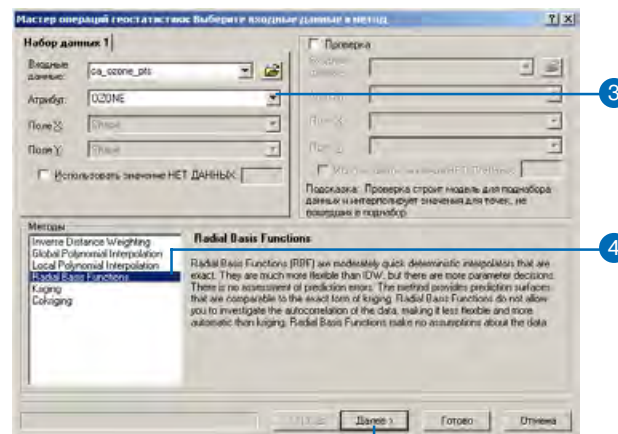 Мастер операций геостатистики: Выберите входные данные и метод
Набор данных 1
Проверка
Входные данные:
ca_ozone_pts
Атрибут:
OZONE
3
Поле X:
Shape
Поле X:
Поле Y:
Shape
Поле Y:
Использовать значение НЕТ ДАННЫХ:
Подсказка: Проверка строит модель для поднабора
данных и интерполирует значения для точек, не
вошедших в поднабор
Методы
Inverse Distance Weighting
Global Polynomial Interpolation
Local Polynomial Interpolation
Radial Basis Functions
Kriging
Cokriging
Radial Basis Functions
4
Radial Basis Functions (RBF) are moderately quick deterministic interpolators that are
exact. They are much more flexible than IDW, but there are more parameter decisions.
There is no assessment of prediction errors. The method provides prediction surfaces
that are comparable to the exact form of kriging. Radial Basis Functions do not allow
you to investigate the autocorrelation of the data, making it less flexible and more
automatic than kriging. Radial Basis Functions make no assumptions about the data.
Далее >
Готово
Отмена